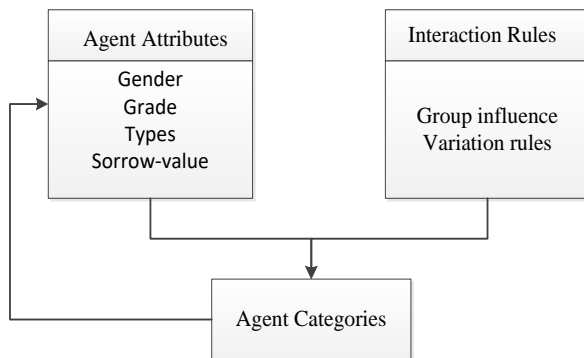 Agent Attributes
Gender
Grade
Types
Sorrow-value
Interaction Rules
Group influence
Variation rules
Agent Categories